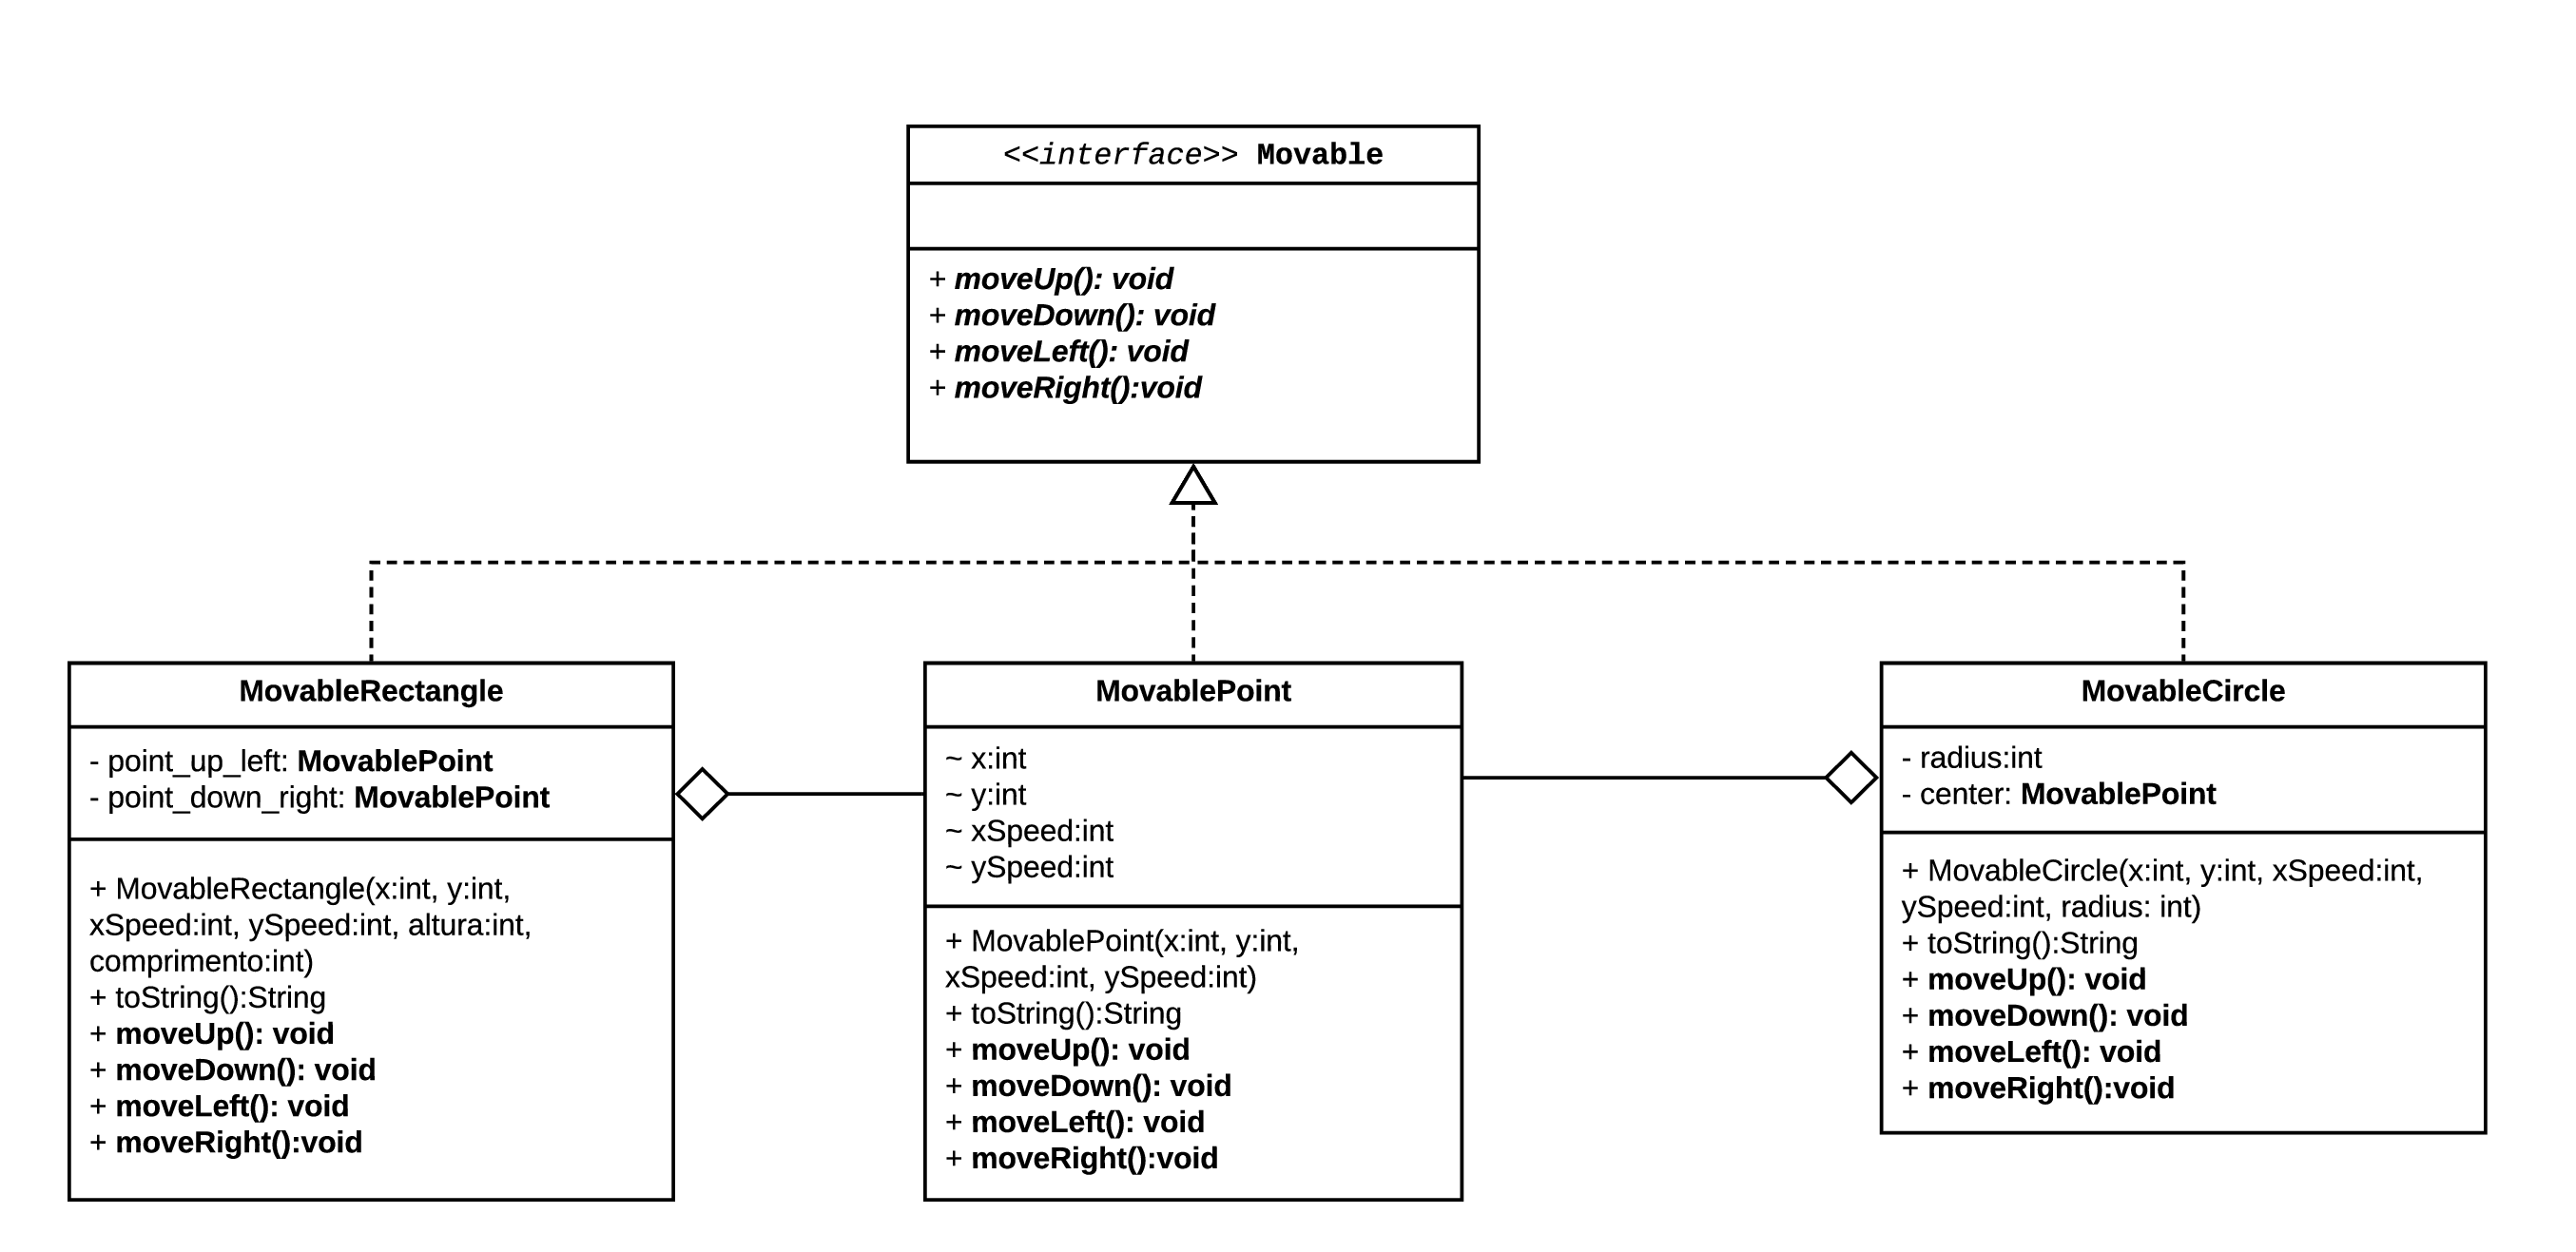 <<interface>> Movable
+ moveUp(): void
+ moveDown(): void
+ moveLeft(): void
+ moveRight():void
MovableRectangle
- point_up_left: MovablePoint
- point_down_right: MovablePoint
+ MovableRectangle(x:int, y:int,
xSpeed:int, ySpeed:int, altura:int,
comprimento:int)
+ toString():String
+ moveUp(): void
+ moveDown(): void
+ moveLeft(): void
+ moveRight():void
MovablePoint
~ x:int
~ y:int
~ xSpeed:int
~ ySpeed:int
+ MovablePoint(x:int, y:int,
xSpeed:int, ySpeed:int)
+ toString():String
+ moveUp(): void
+ moveDown(): void
+ moveLeft(): void
+ moveRight():void
MovableCircle
- radius:int
- center: MovablePoint
+ MovableCircle(x:int, y:int, xSpeed:int,
ySpeed:int, radius: int)
+ toString():String
+ moveUp(): void
+ moveDown(): void
+ moveLeft(): void
+ moveRight():void